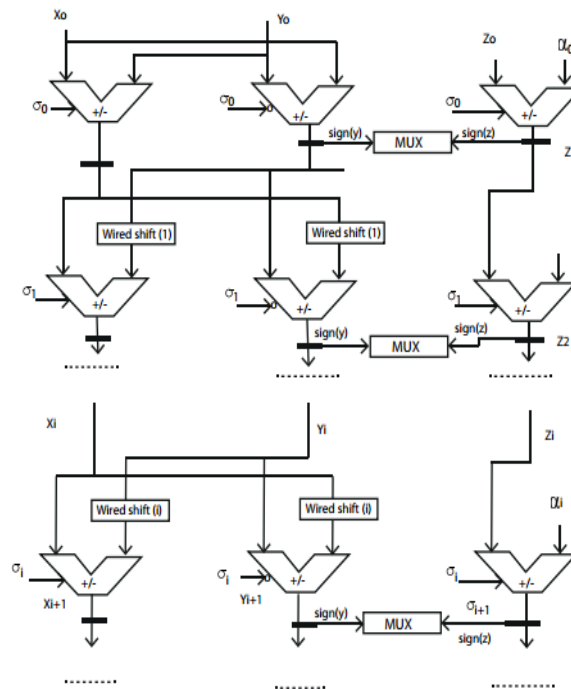 Xo Yo
Zo αo
σ0 +/- σ0 +/- σ0 +/-
sign(y) MUX sign(z)
Z
Wired shift (1) Wired shift (1)
σ1 +/- σ1 +/- σ1 +/-
sign(y) MUX sign(z)
Z2
Xi Yi Zi
Wired shift (i) Wired shift (i) αi
σi +/- σi +/- σi +/-
Xi+1 Yi+1 σi+1
sign(y) MUX sign(z)